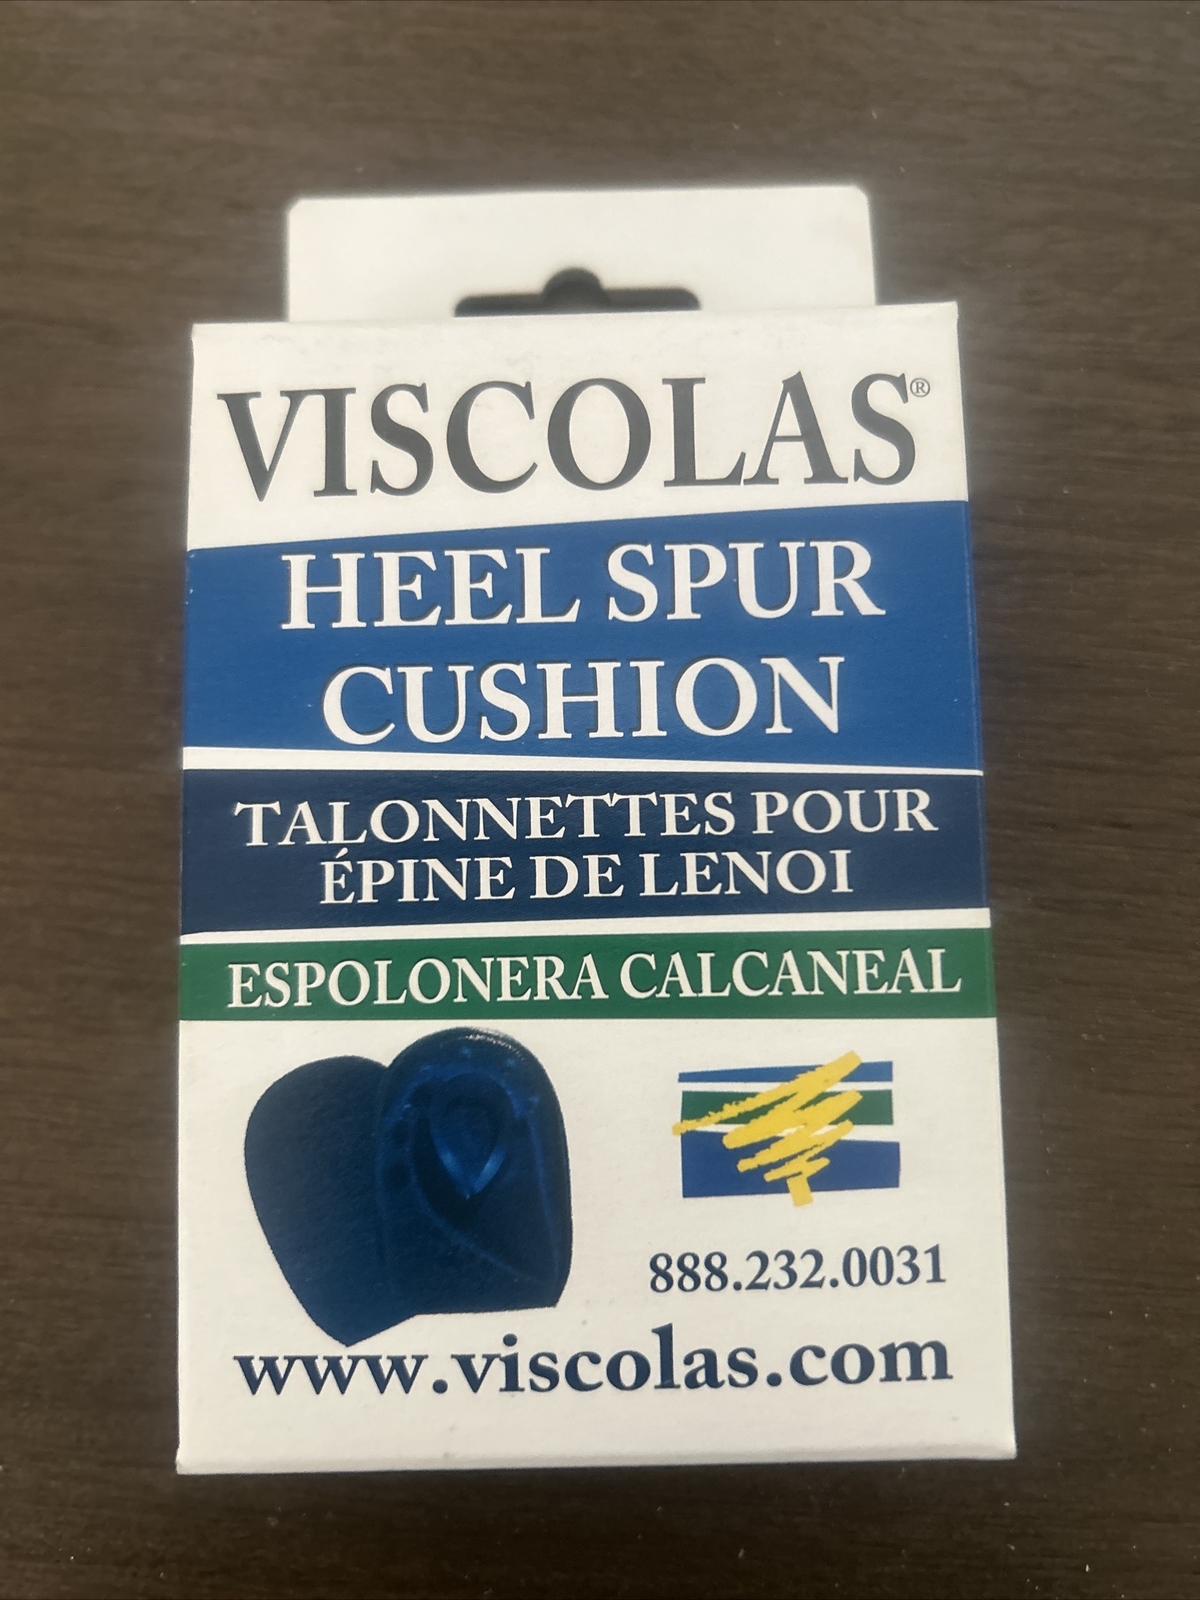 VISCOLAS®
HEEL SPUR
CUSHION
TALONNETTES POUR
ÉPINE DE LENOI
ESPOLONERA CALCANEAL
888.232.0031
www.viscolas.com